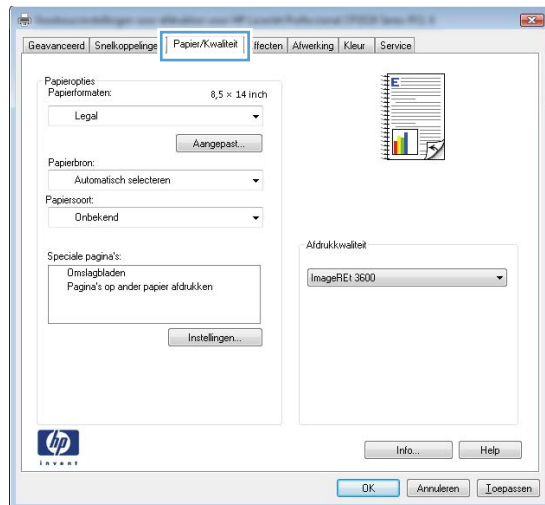 Geavanceerd Snelkoppelinge Papier/Kwaliteit ffecten Afwerking Kleur Service
Papieropties
Papierformaten: 8,5 × 14 inch
Legal
Aangepast...
Papierbron:
Automatisch selecteren
Papiersoort:
Onbekend
Speciale pagina's:
Omslagbladen
Pagina's op ander papier afdrukken
Instellingen...
E
Afdrukkwaliteit
ImageREt 3600
hp
invent
Info... Help
OK Annuleren Toepassen